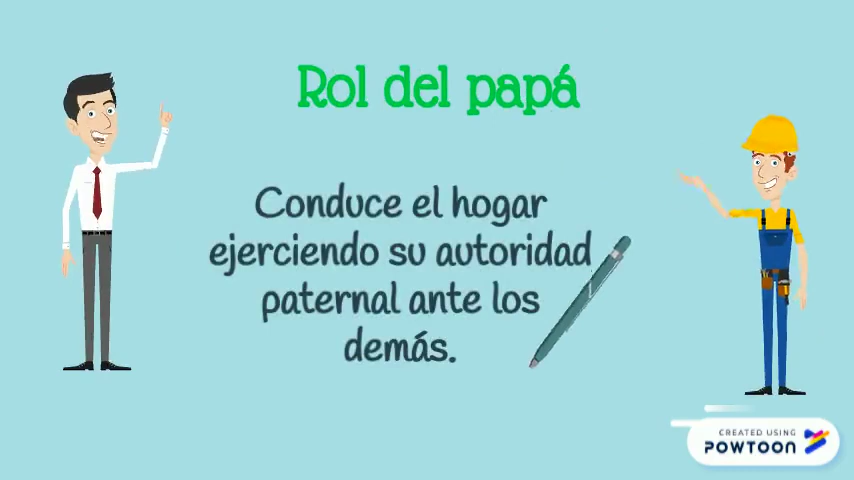 Rol del papá
Conduce el hogar
ejerciendo su autoridad
paternal ante los
demás.
CREATED USING
POWTOON